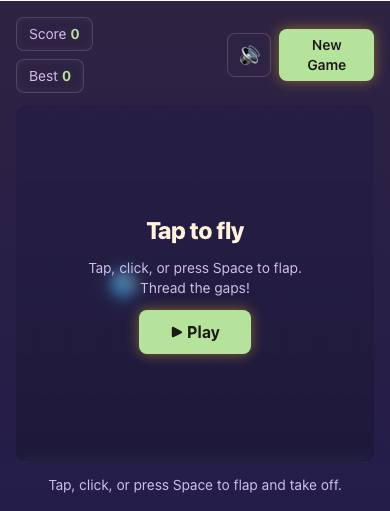 Score 0
Best 0
New
Game
Tap to fly
Tap, click, or press Space to flap.
Thread the gaps!
Play
Tap, click, or press Space to flap and take off.